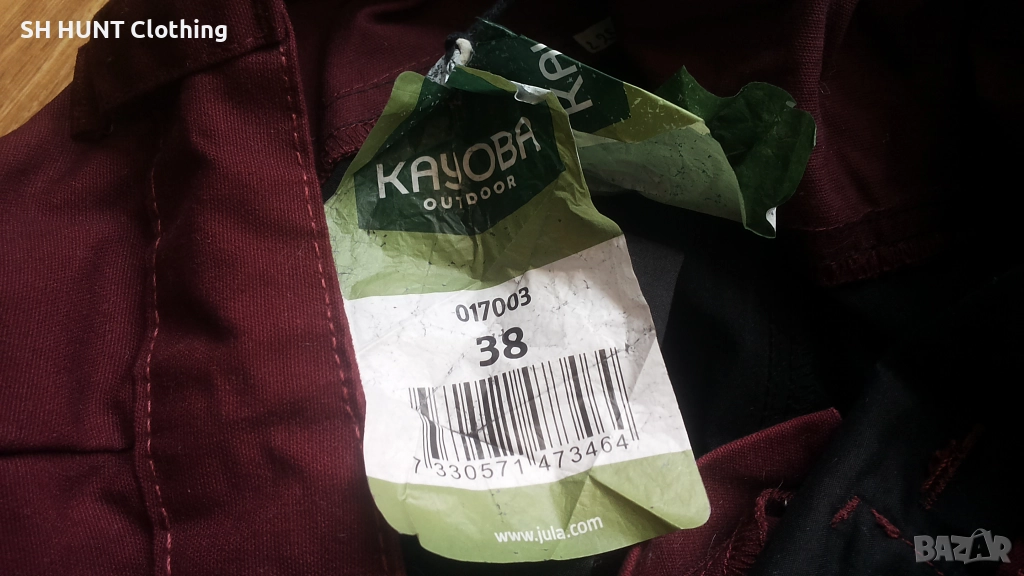 SH HUNT Clothing
KAYOBA
OUTDOOR
017003
38
7 330571 473464
www.jula.com
BAZAR